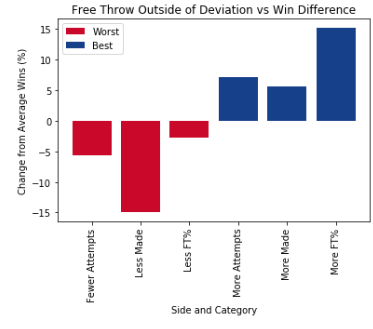 Free Throw Outside of Deviation vs Win Difference
Worst
Best
Change from Average Wins (%)
15
10
5
0
−5
−10
−15
Fewer Attempts
Less Made
Less FT%
More Attempts
More Made
More FT%
Side and Category